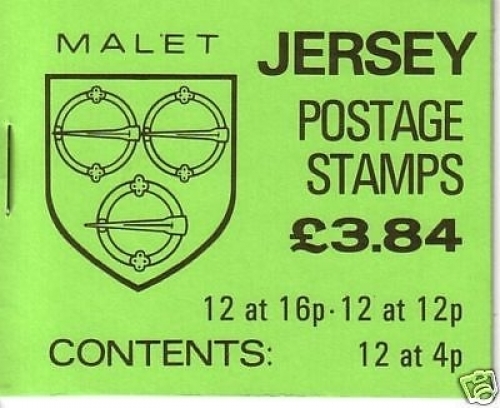 MALET
JERSEY
POSTAGE
STAMPS
£3.84
12 at 16p·12 at 12p
CONTENTS: 12 at 4p